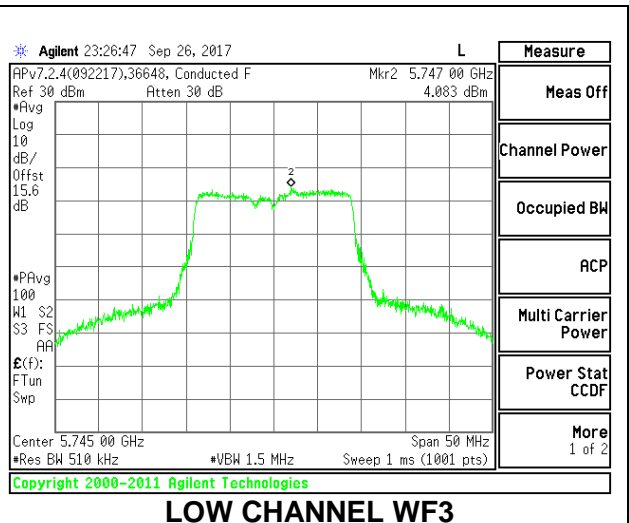 Agilent 23:26:47 Sep 26, 2017 L Measure
APv7.2.4(092217),36648, Conducted F Mkr2 5.747 00 GHz
Ref 30 dBm Atten 30 dB 4.083 dBm
Meas Off
#Avg
Log
10
dB/
Offst
15.6
dB
2
Channel Power
Occupied BW
ACP
#PAvg
100
W1 S2
S3 FS
AA
£(f):
FTun
Swp
Multi Carrier
Power
Power Stat
CCDF
More
1 of 2
Center 5.745 00 GHz Span 50 MHz
#Res BW 510 kHz #VBW 1.5 MHz Sweep 1 ms (1001 pts)
Copyright 2000-2011 Agilent Technologies
LOW CHANNEL WF3